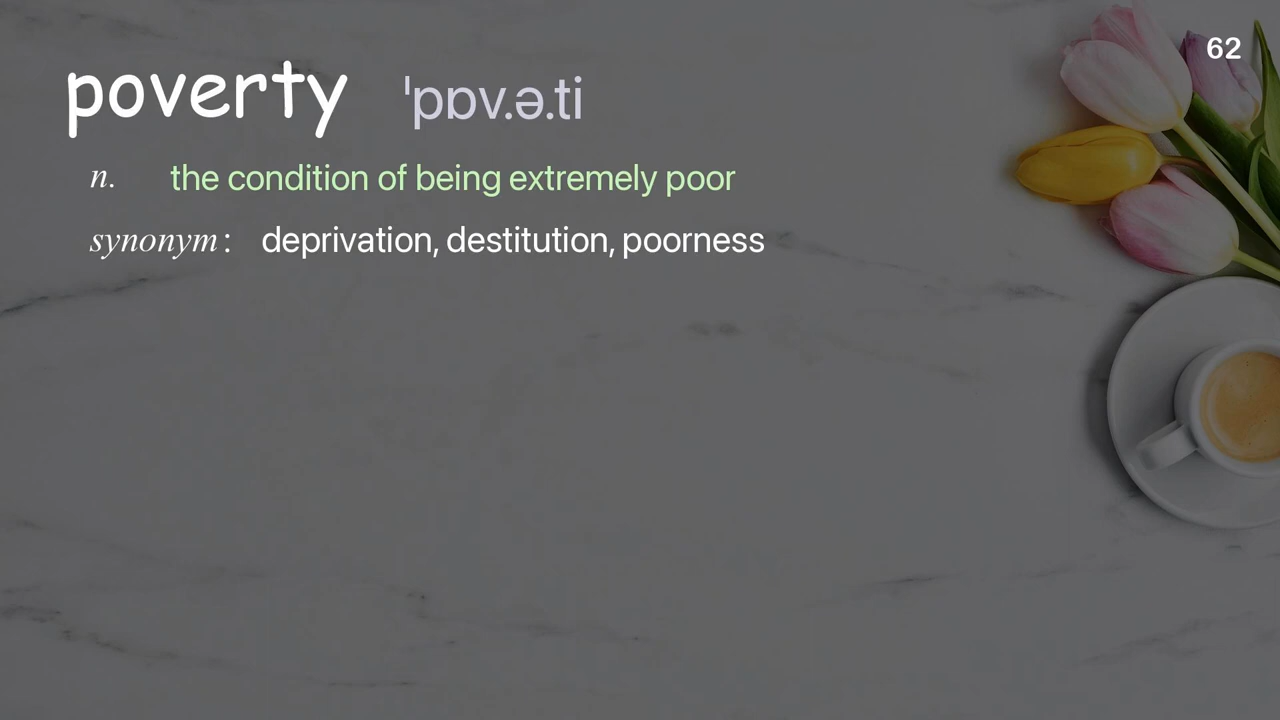 62
poverty ˈpɒv.ə.ti
n. the condition of being extremely poor
synonym: deprivation, destitution, poorness